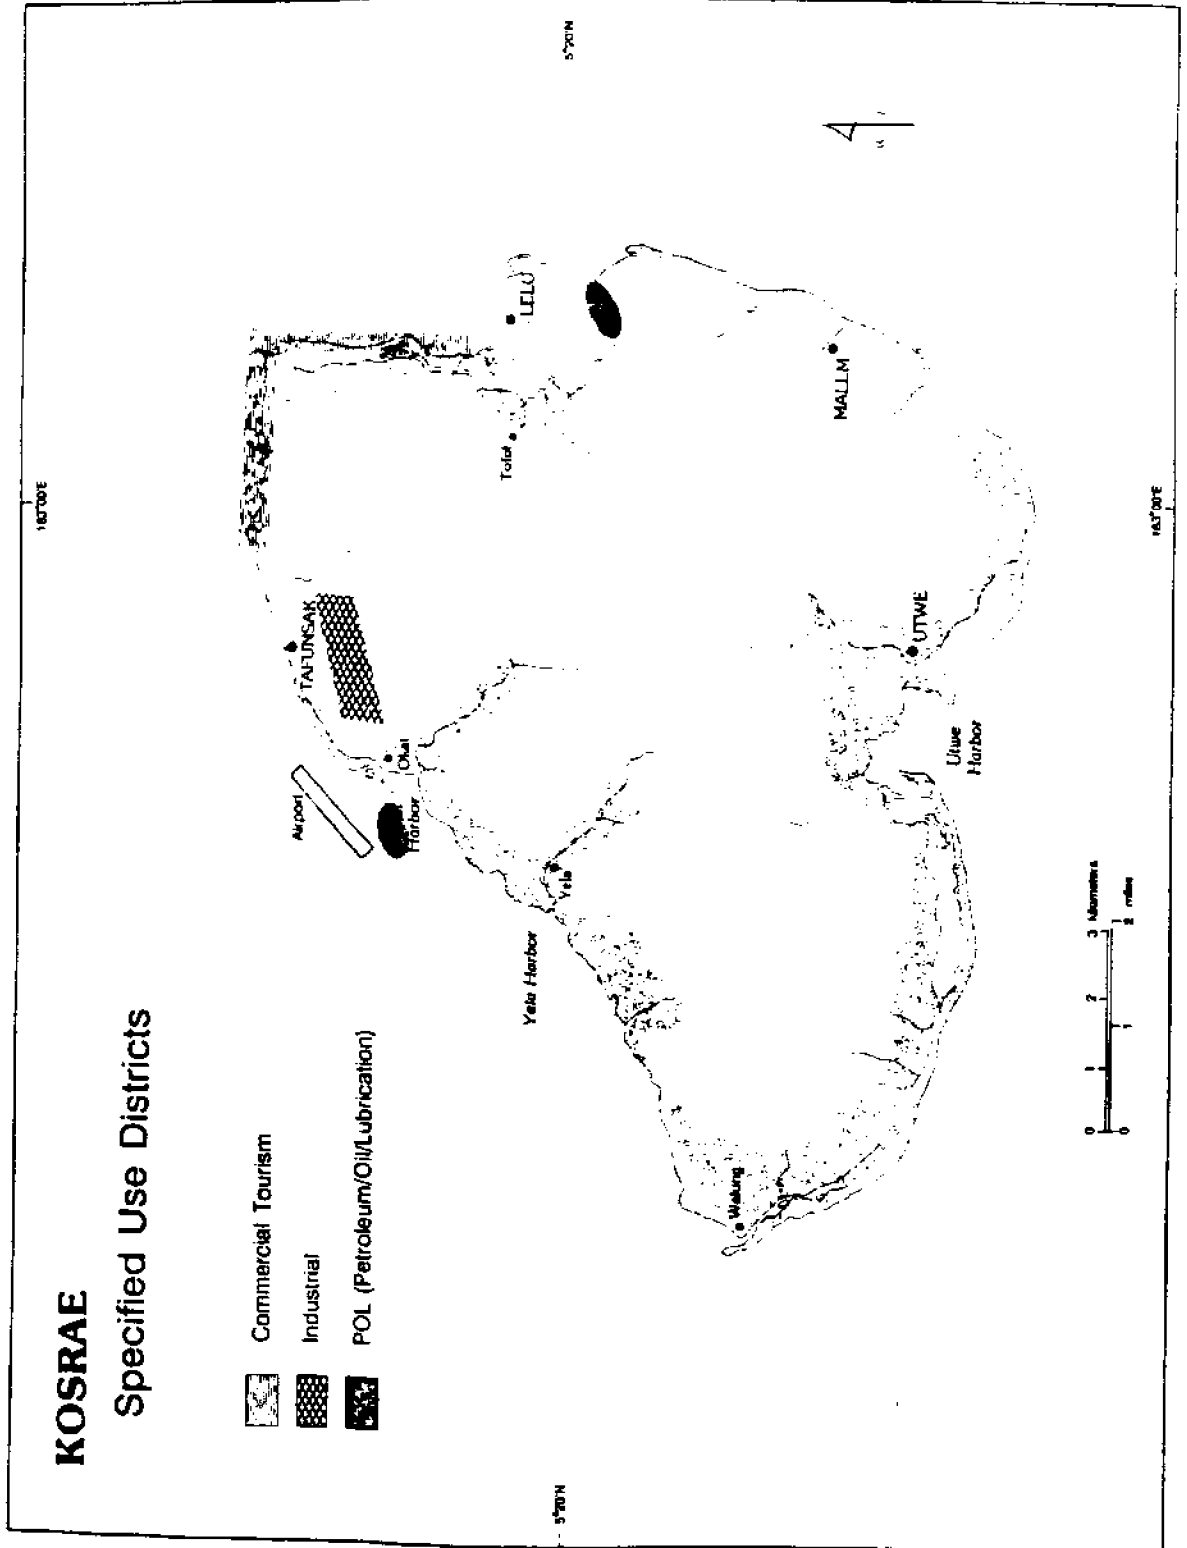 KOSRAE
Specified Use Districts
Commercial Tourism
Industrial
POL (Petroleum/Oil/Lubrication)
163°00'E
5°20'N
5°20'N
163°00'E
Airport
TAFUNSAK
Okat
Harbor
LELU
Tofol
Yela
Yela Harbor
MALEM
Walung
UTWE
Utwe
Harbor
0 1 2 3 kilometers
0 1 2 miles